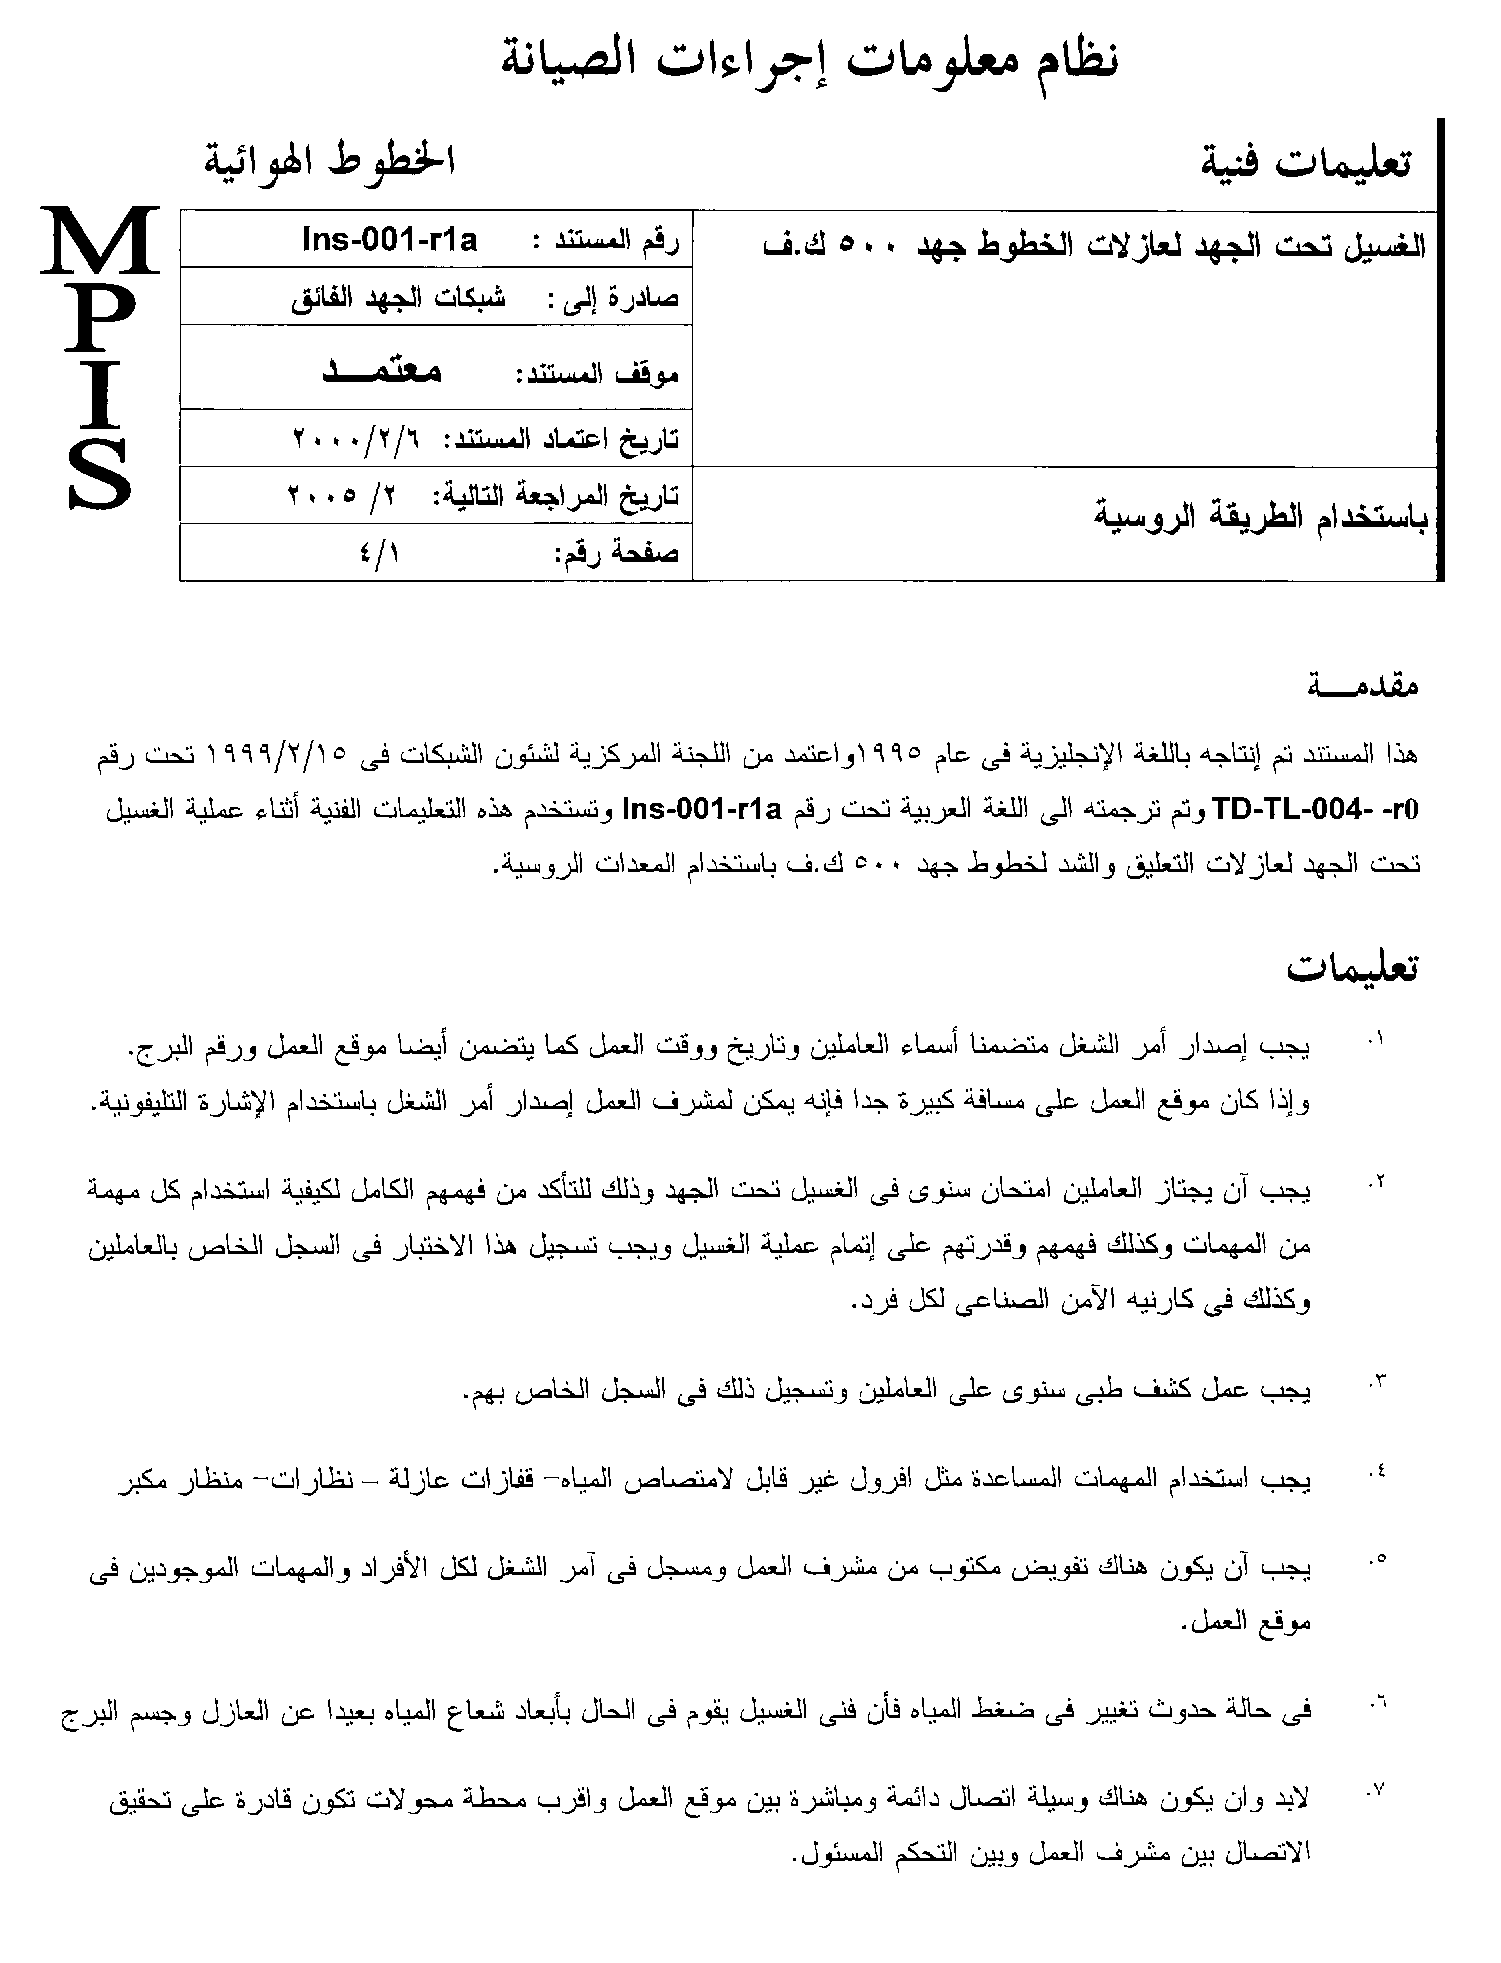 نظام معلومات إجراءات الصيانة
تعليمات فنية
الخطوط الهوائية
M
P
I
S
الغسيل تحت الجهد لعازلات الخطوط جهد ٥٠٠ ك.ف
رقم المستند : Ins-001-r1a
صادرة إلى : شبكات الجهد الفائق
موقف المستند: معتمـــد
تاريخ اعتماد المستند: ٢٠٠٠/٢/٦
باستخدام الطريقة الروسية
تاريخ المراجعة التالية: ٢/ ٢٠٠٥
صفحة رقم: ٤/١
مقدمـــة
هذا المستند تم إنتاجه باللغة الإنجليزية فى عام ١٩٩٥واعتمد من اللجنة المركزية لشئون الشبكات فى ١٩٩٩/٢/١٥ تحت رقم
TD-TL-004- -r0 وتم ترجمته الى اللغة العربية تحت رقم Ins-001-r1a وتستخدم هذه التعليمات الفنية أثناء عملية الغسيل
تحت الجهد لعازلات التعليق والشد لخطوط جهد ٥٠٠ ك.ف باستخدام المعدات الروسية.
تعليمات
١. يجب إصدار أمر الشغل متضمنا أسماء العاملين وتاريخ ووقت العمل كما يتضمن أيضا موقع العمل ورقم البرج.
وإذا كان موقع العمل على مسافة كبيرة جدا فإنه يمكن لمشرف العمل إصدار أمر الشغل باستخدام الإشارة التليفونية.
٢. يجب آن يجتاز العاملين امتحان سنوى فى الغسيل تحت الجهد وذلك للتأكد من فهمهم الكامل لكيفية استخدام كل مهمة
من المهمات وكذلك فهمهم وقدرتهم على إتمام عملية الغسيل ويجب تسجيل هذا الاختبار فى السجل الخاص بالعاملين
وكذلك فى كارنيه الآمن الصناعى لكل فرد.
٣. يجب عمل كشف طبى سنوى على العاملين وتسجيل ذلك فى السجل الخاص بهم.
٤. يجب استخدام المهمات المساعدة مثل افرول غير قابل لامتصاص المياه– قفازات عازلة – نظارات– منظار مكبر
٥. يجب آن يكون هناك تفويض مكتوب من مشرف العمل ومسجل فى آمر الشغل لكل الأفراد والمهمات الموجودين فى
موقع العمل.
٦. فى حالة حدوث تغيير فى ضغط المياه فأن فنى الغسيل يقوم فى الحال بأبعاد شعاع المياه بعيدا عن العازل وجسم البرج
٧. لابد وان يكون هناك وسيلة اتصال دائمة ومباشرة بين موقع العمل واقرب محطة محولات تكون قادرة على تحقيق
الاتصال بين مشرف العمل وبين التحكم المسئول.